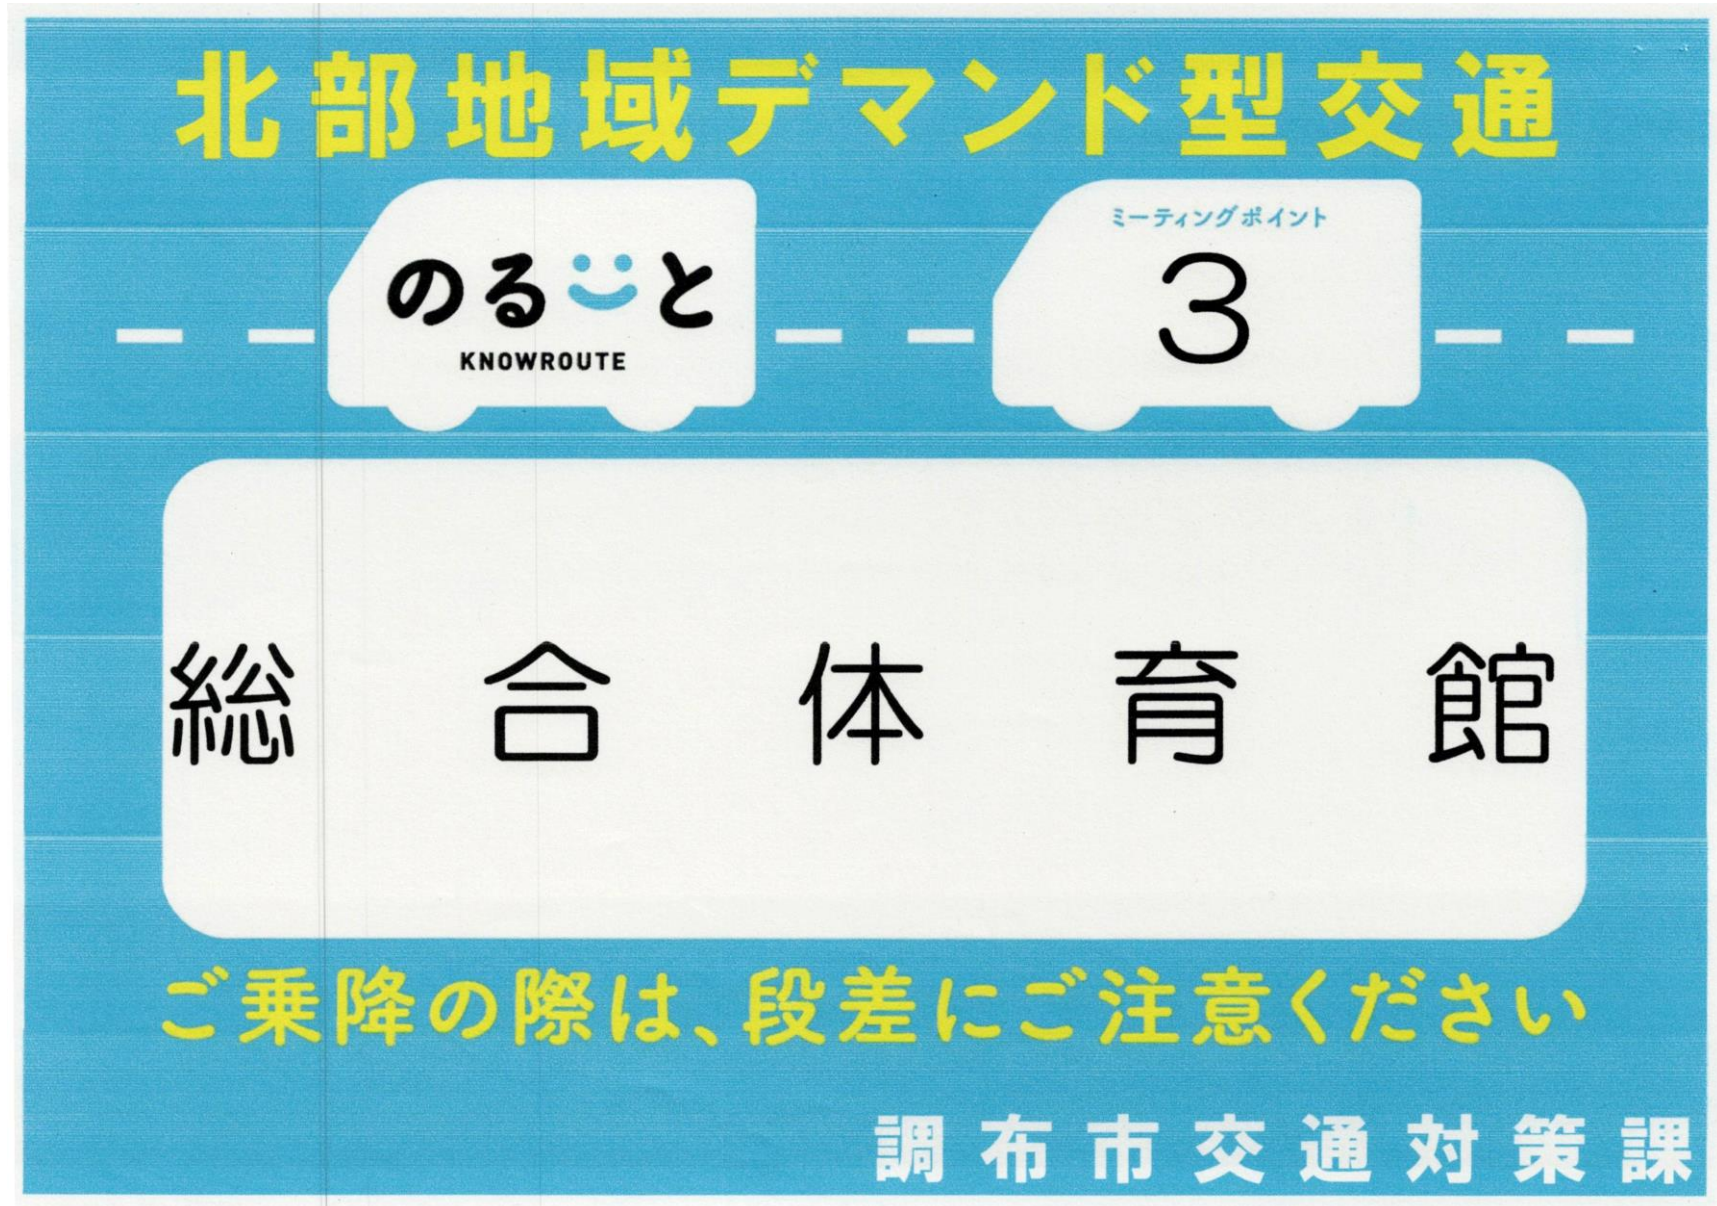 北部地域デマンド型交通
のると
KNOWROUTE
ミーティングポイント
3
総合体育館
ご乗降の際は、段差にご注意ください
調布市交通対策課